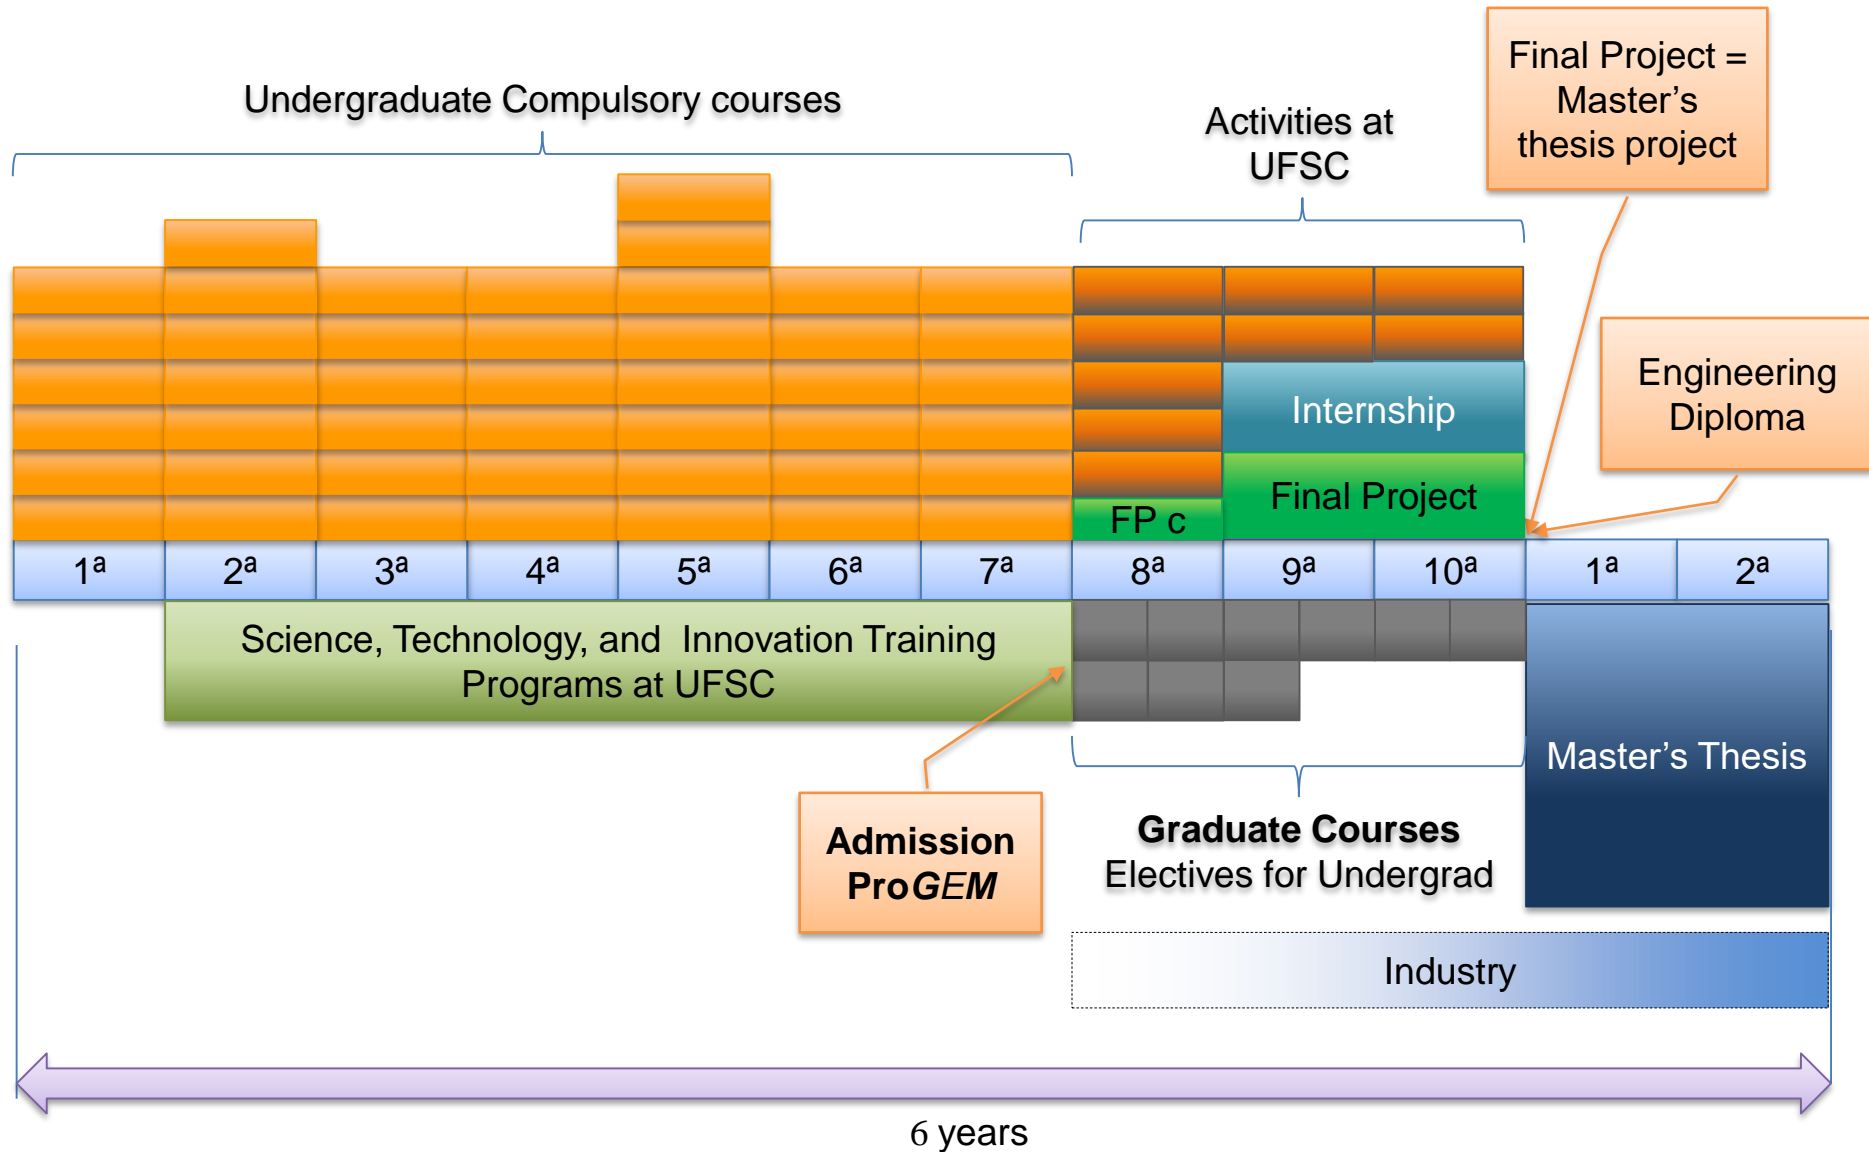 Undergraduate Compulsory courses
Activities at
UFSC
Final Project =
Master's
thesis project
Engineering
Diploma
Internship
Final Project
FP c
1ª 2ª 3ª 4ª 5ª 6ª 7ª 8ª 9ª 10ª 1ª 2ª
Science, Technology, and Innovation Training
Programs at UFSC
Master's Thesis
Admission
ProGEM
Graduate Courses
Electives for Undergrad
Industry
6 years